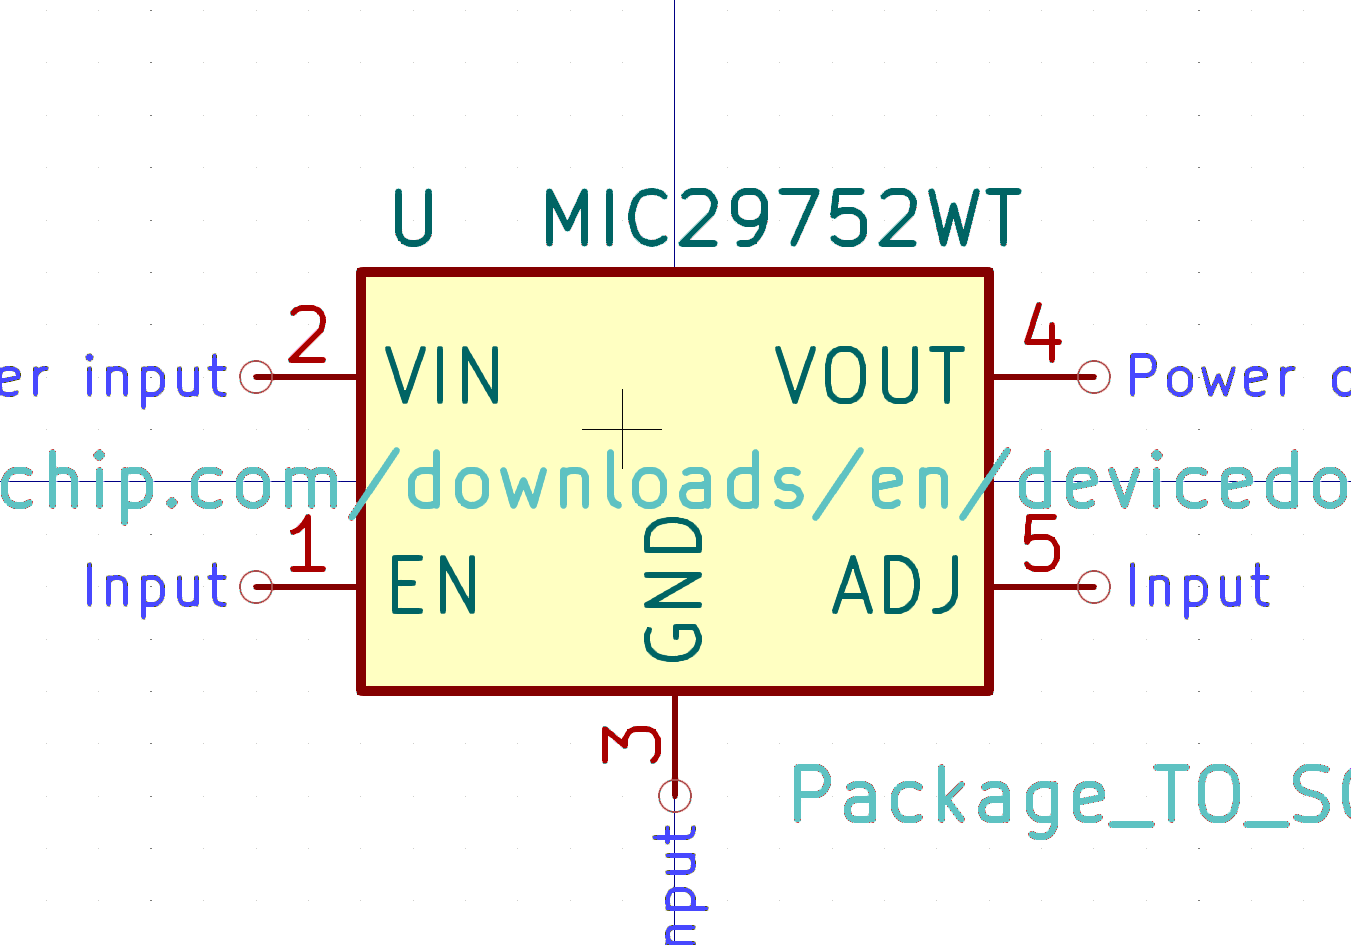 U MIC29752WT
2 4
er input VIN VOUT Power o
chip.com/downloads/en/devicedo
1 5
Input EN GND ADJ Input
3
Package_TO_SO
nput